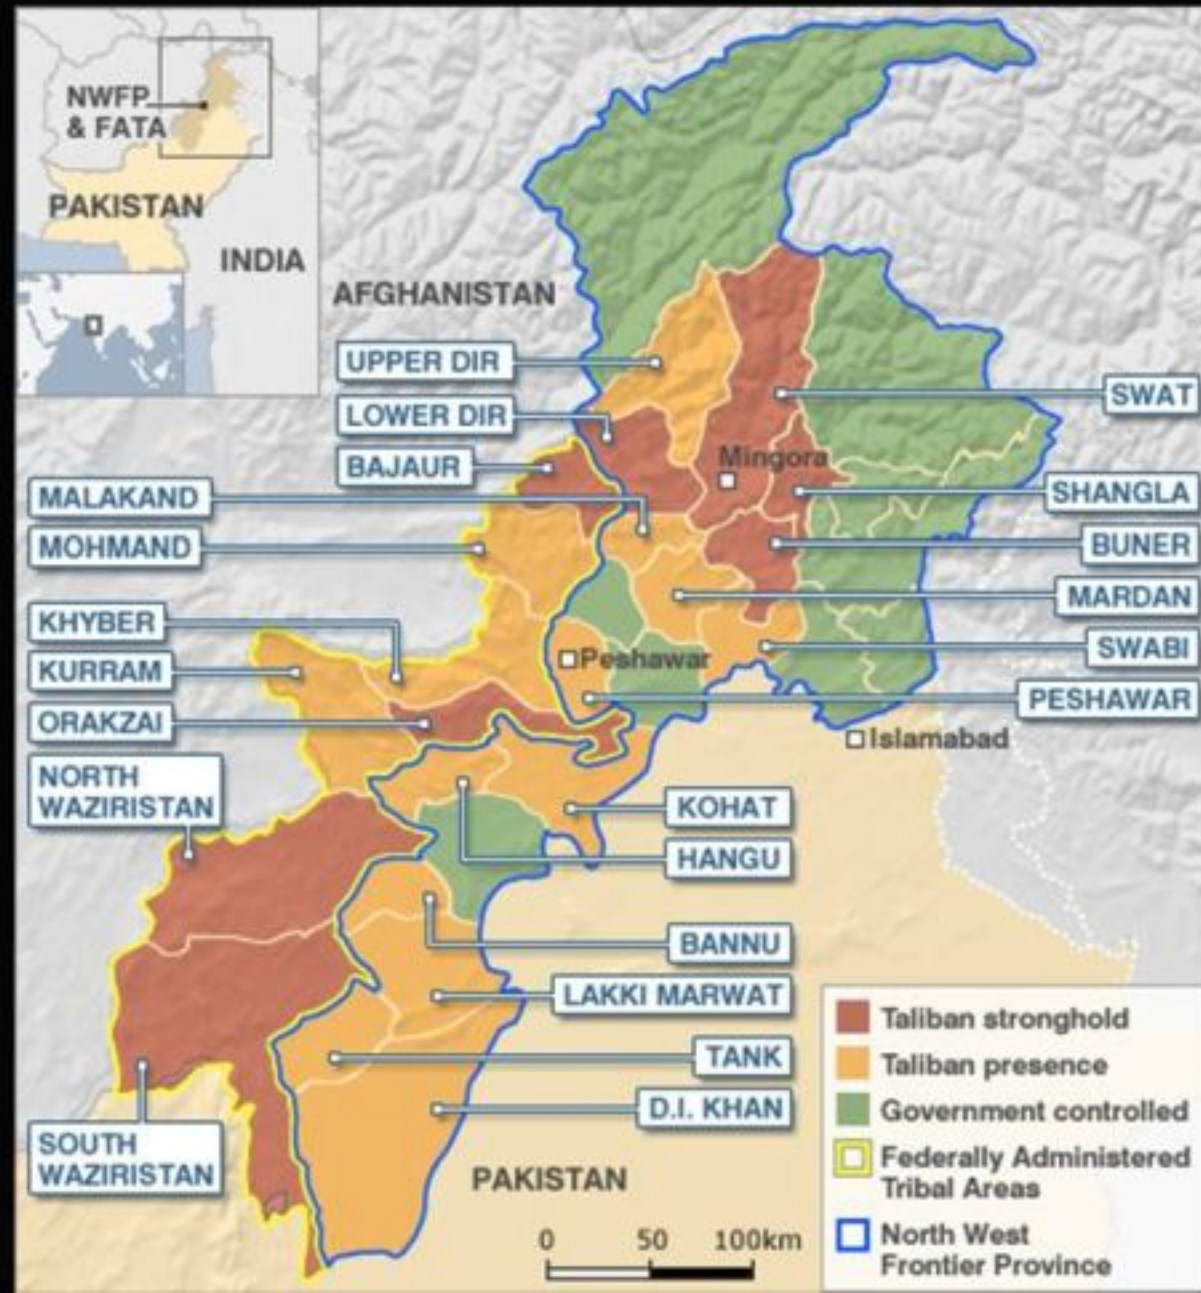 NWFP
& FATA
PAKISTAN
INDIA
AFGHANISTAN
UPPER DIR
LOWER DIR
BAJAUR
MALAKAND
MOHMAND
KHYBER
KURRAM
ORAKZAI
NORTH
WAZIRISTAN
SOUTH
WAZIRISTAN
Mingora
Peshawar
Islamabad
SWAT
SHANGLA
BUNER
MARDAN
SWABI
PESHAWAR
KOHAT
HANGU
BANNU
LAKKI MARWAT
TANK
D.I. KHAN
PAKISTAN
0 50 100km
Taliban stronghold
Taliban presence
Government controlled
Federally Administered
Tribal Areas
North West
Frontier Province